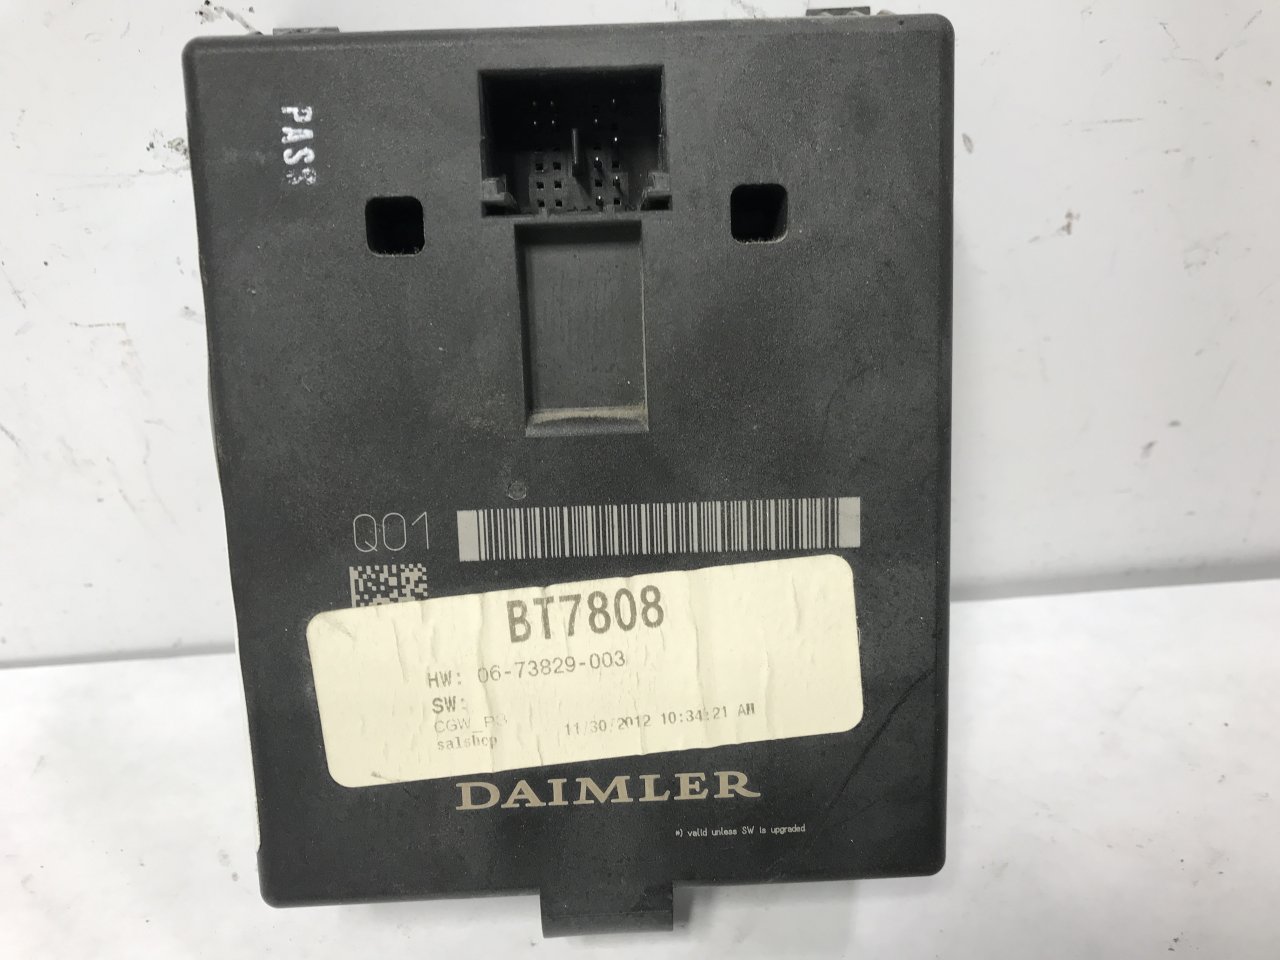 PASS
Q01
BT7808
HW: 06-73829-003
SW:
CGW_P3
11/30/2012 10:34:21 AM
salshop
DAIMLER
*) valid unless SW is upgraded